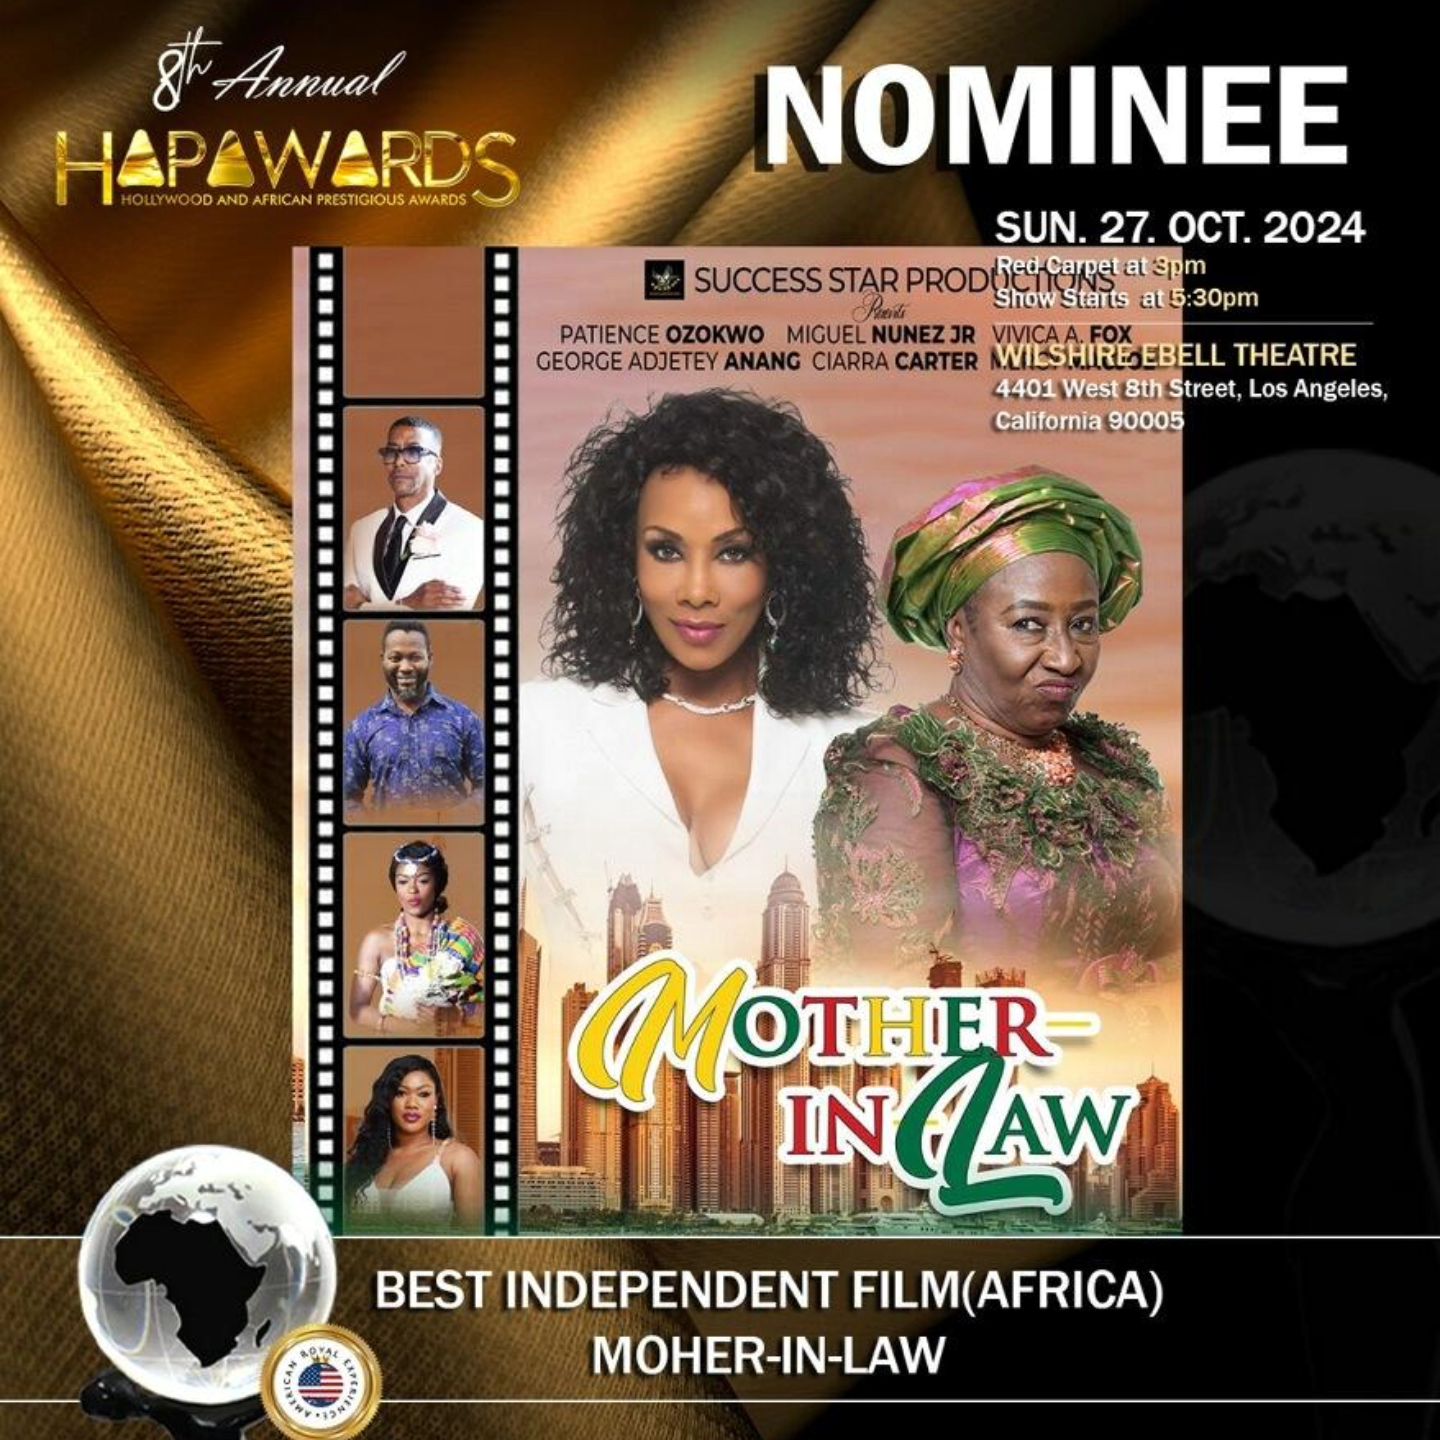 8th Annual
HAPAWARDS
HOLLYWOOD AND AFRICAN PRESTIGIOUS AWARDS
NOMINEE
SUN. 27. OCT. 2024
Red Carpet at 3pm
Show Starts at 5:30pm
WILSHIRE EBELL THEATRE
4401 West 8th Street, Los Angeles,
California 90005
SUCCESS STAR PRODUCTIONS
Presents
PATIENCE OZOKWO MIGUEL NUNEZ JR VIVICA A. FOX
GEORGE ADJETEY ANANG CIARRA CARTER
MOTHER-
IN-LAW
BEST INDEPENDENT FILM(AFRICA)
MOHER-IN-LAW
AMERICAN ROYAL EXPERIENCE